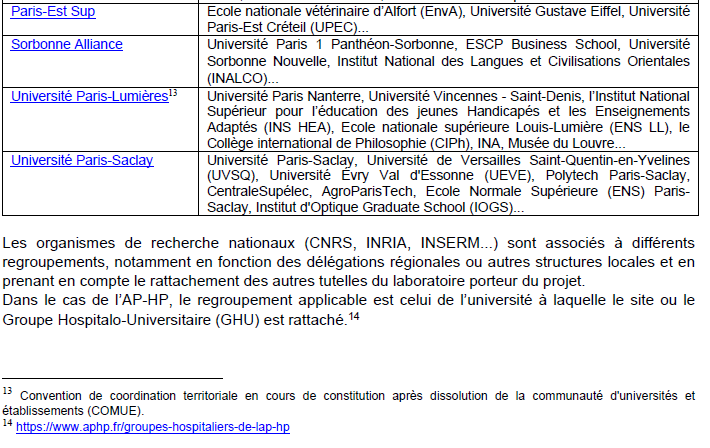 Paris-Est Sup
Ecole nationale vétérinaire d'Alfort (EnvA), Université Gustave Eiffel, Université
Paris-Est Créteil (UPEC)...
Sorbonne Alliance
Université Paris 1 Panthéon-Sorbonne, ESCP Business School, Université
Sorbonne Nouvelle, Institut National des Langues et Civilisations Orientales
(INALCO)...
Université Paris-Lumières13
Université Paris Nanterre, Université Vincennes - Saint-Denis, l'Institut National
Supérieur pour l'éducation des jeunes Handicapés et les Enseignements
Adaptés (INS HEA), Ecole nationale supérieure Louis-Lumière (ENS LL), le
Collège international de Philosophie (CIPh), INA, Musée du Louvre...
Université Paris-Saclay
Université Paris-Saclay, Université de Versailles Saint-Quentin-en-Yvelines
(UVSQ), Université Évry Val d'Essonne (UEVE), Polytech Paris-Saclay,
CentraleSupélec, AgroParisTech, Ecole Normale Supérieure (ENS) Paris-
Saclay, Institut d'Optique Graduate School (IOGS)...
Les organismes de recherche nationaux (CNRS, INRIA, INSERM...) sont associés à différents
regroupements, notamment en fonction des délégations régionales ou autres structures locales et en
prenant en compte le rattachement des autres tutelles du laboratoire porteur du projet.
Dans le cas de l'AP-HP, le regroupement applicable est celui de l'université à laquelle le site ou le
Groupe Hospitalo-Universitaire (GHU) est rattaché.14
13 Convention de coordination territoriale en cours de constitution après dissolution de la communauté d'universités et
établissements (COMUE).
14 https://www.aphp.fr/groupes-hospitaliers-de-lap-hp